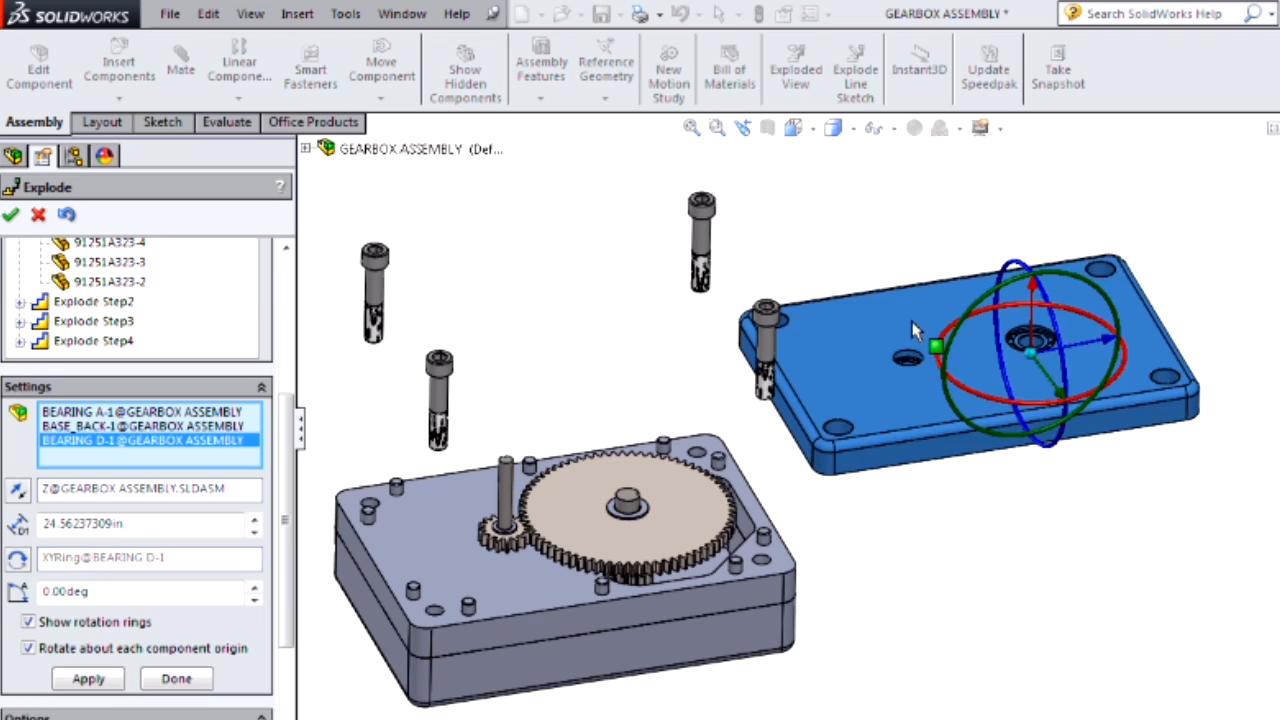 SOLIDWORKS File Edit View Insert Tools Window Help GEARBOX ASSEMBLY * Search SolidWorks Help
Edit Component
Insert Components
Mate
Linear Compone...
Smart Fasteners
Move Component
Show Hidden Components
Assembly Features
Reference Geometry
New Motion Study
Bill of Materials
Exploded View
Explode Line Sketch
Instant3D
Update Speedpak
Take Snapshot
Assembly Layout Sketch Evaluate Office Products
GEARBOX ASSEMBLY (Def...
Explode ?
91251A323-4
91251A323-3
91251A323-2
Explode Step2
Explode Step3
Explode Step4
Settings
BEARING A-1@GEARBOX ASSEMBLY
BASE_BACK-1@GEARBOX ASSEMBLY
BEARING D-1@GEARBOX ASSEMBLY
Z@GEARBOX ASSEMBLY.SLDASM
D1 24.56237309in
XYRing@BEARING D-1
A 0.00deg
Show rotation rings
Rotate about each component origin
Apply Done
Options